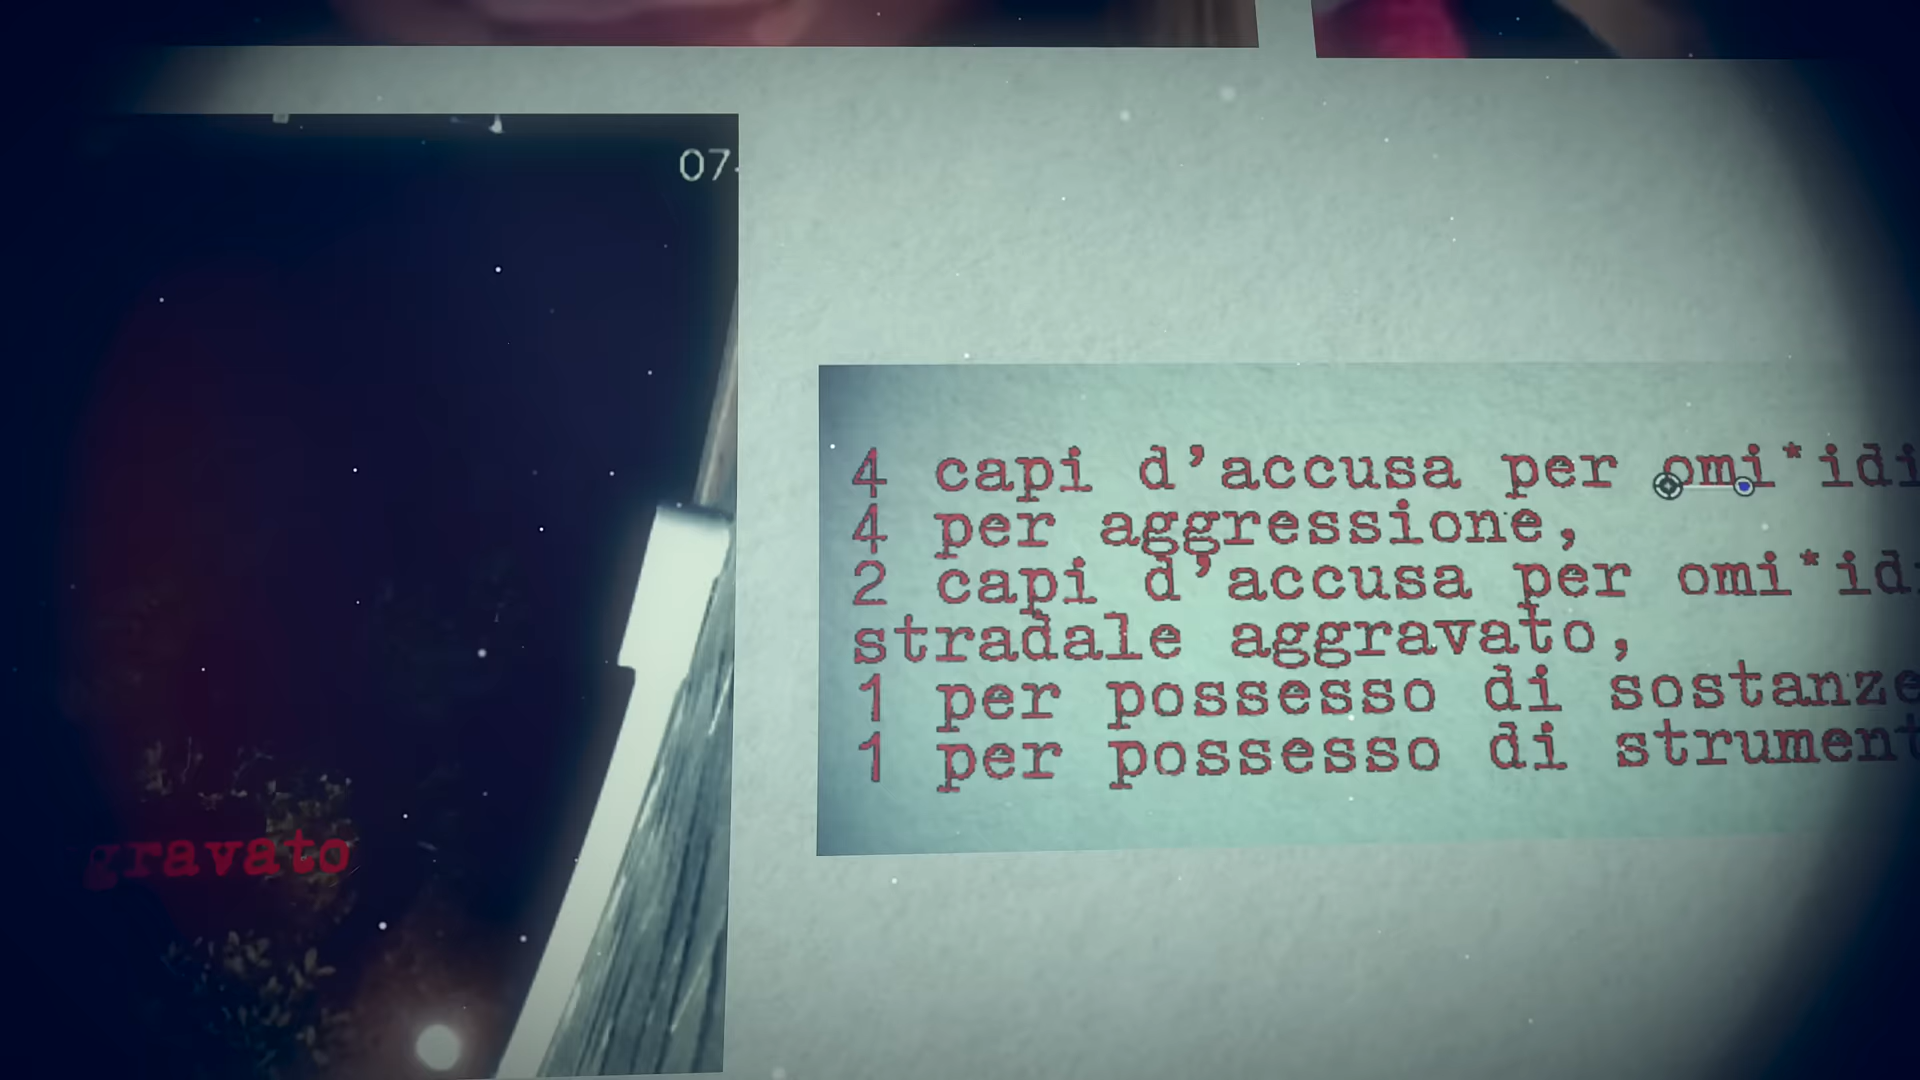 07-
4 capi d'accusa per omi*idi
4 per aggressione,
2 capi d'accusa per omi*idi
stradale aggravato,
1 per possesso di sostanze
1 per possesso di strument
gravato